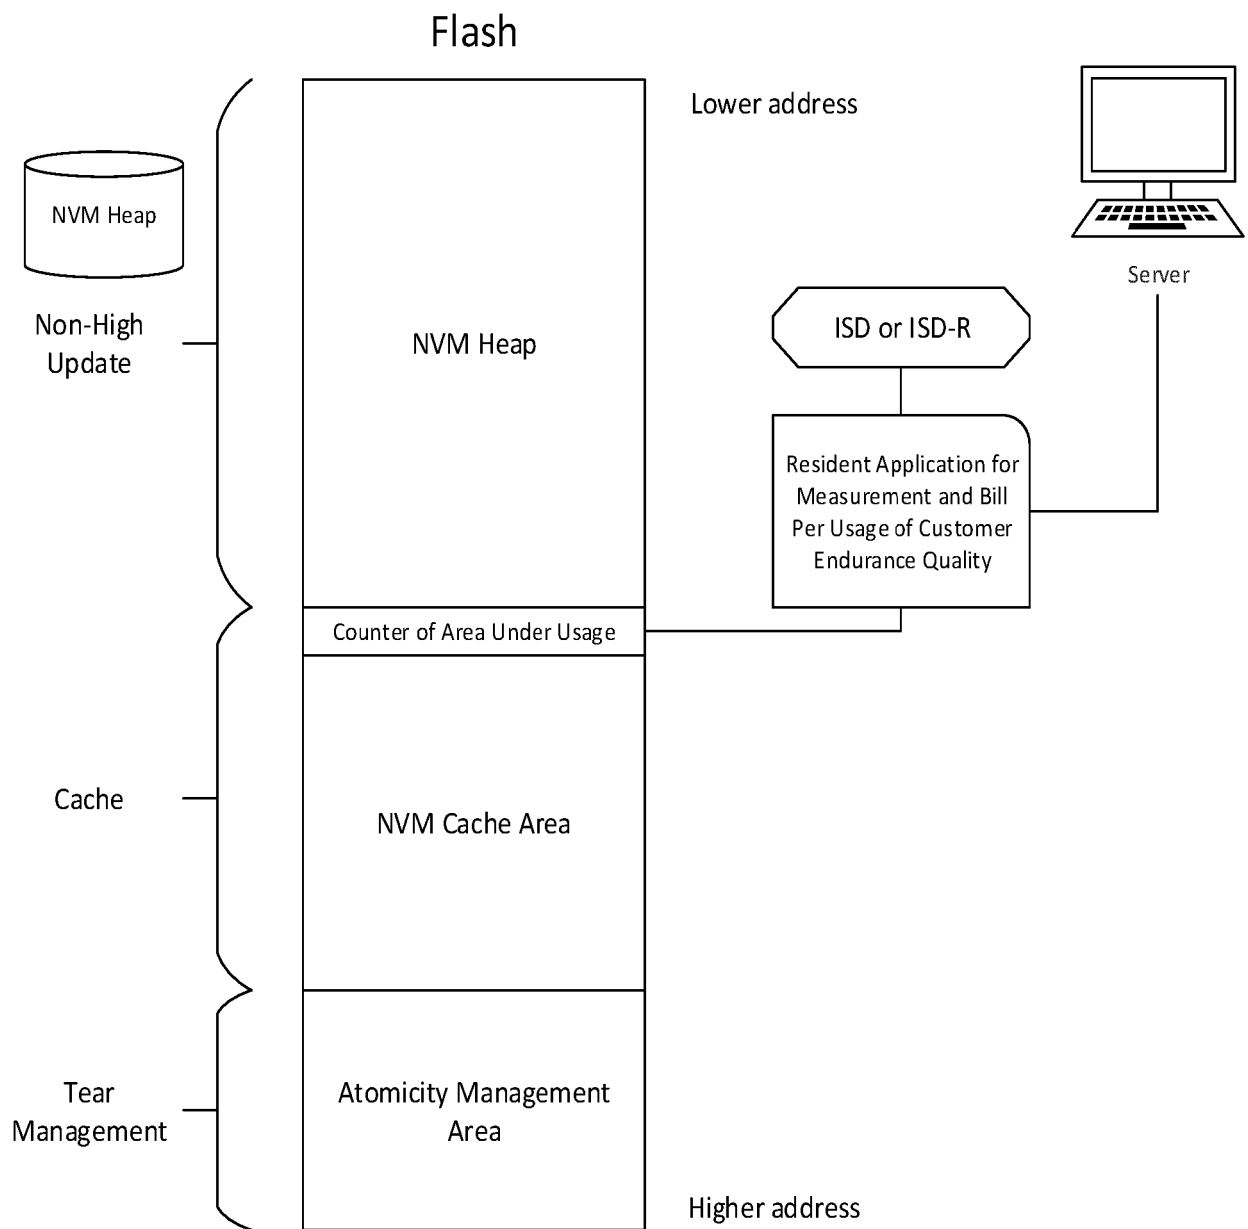 Flash
Lower address
NVM Heap
Server
Non-High
Update
NVM Heap
ISD or ISD-R
Resident Application for
Measurement and Bill
Per Usage of Customer
Endurance Quality
Counter of Area Under Usage
Cache
NVM Cache Area
Tear
Management
Atomicity Management
Area
Higher address